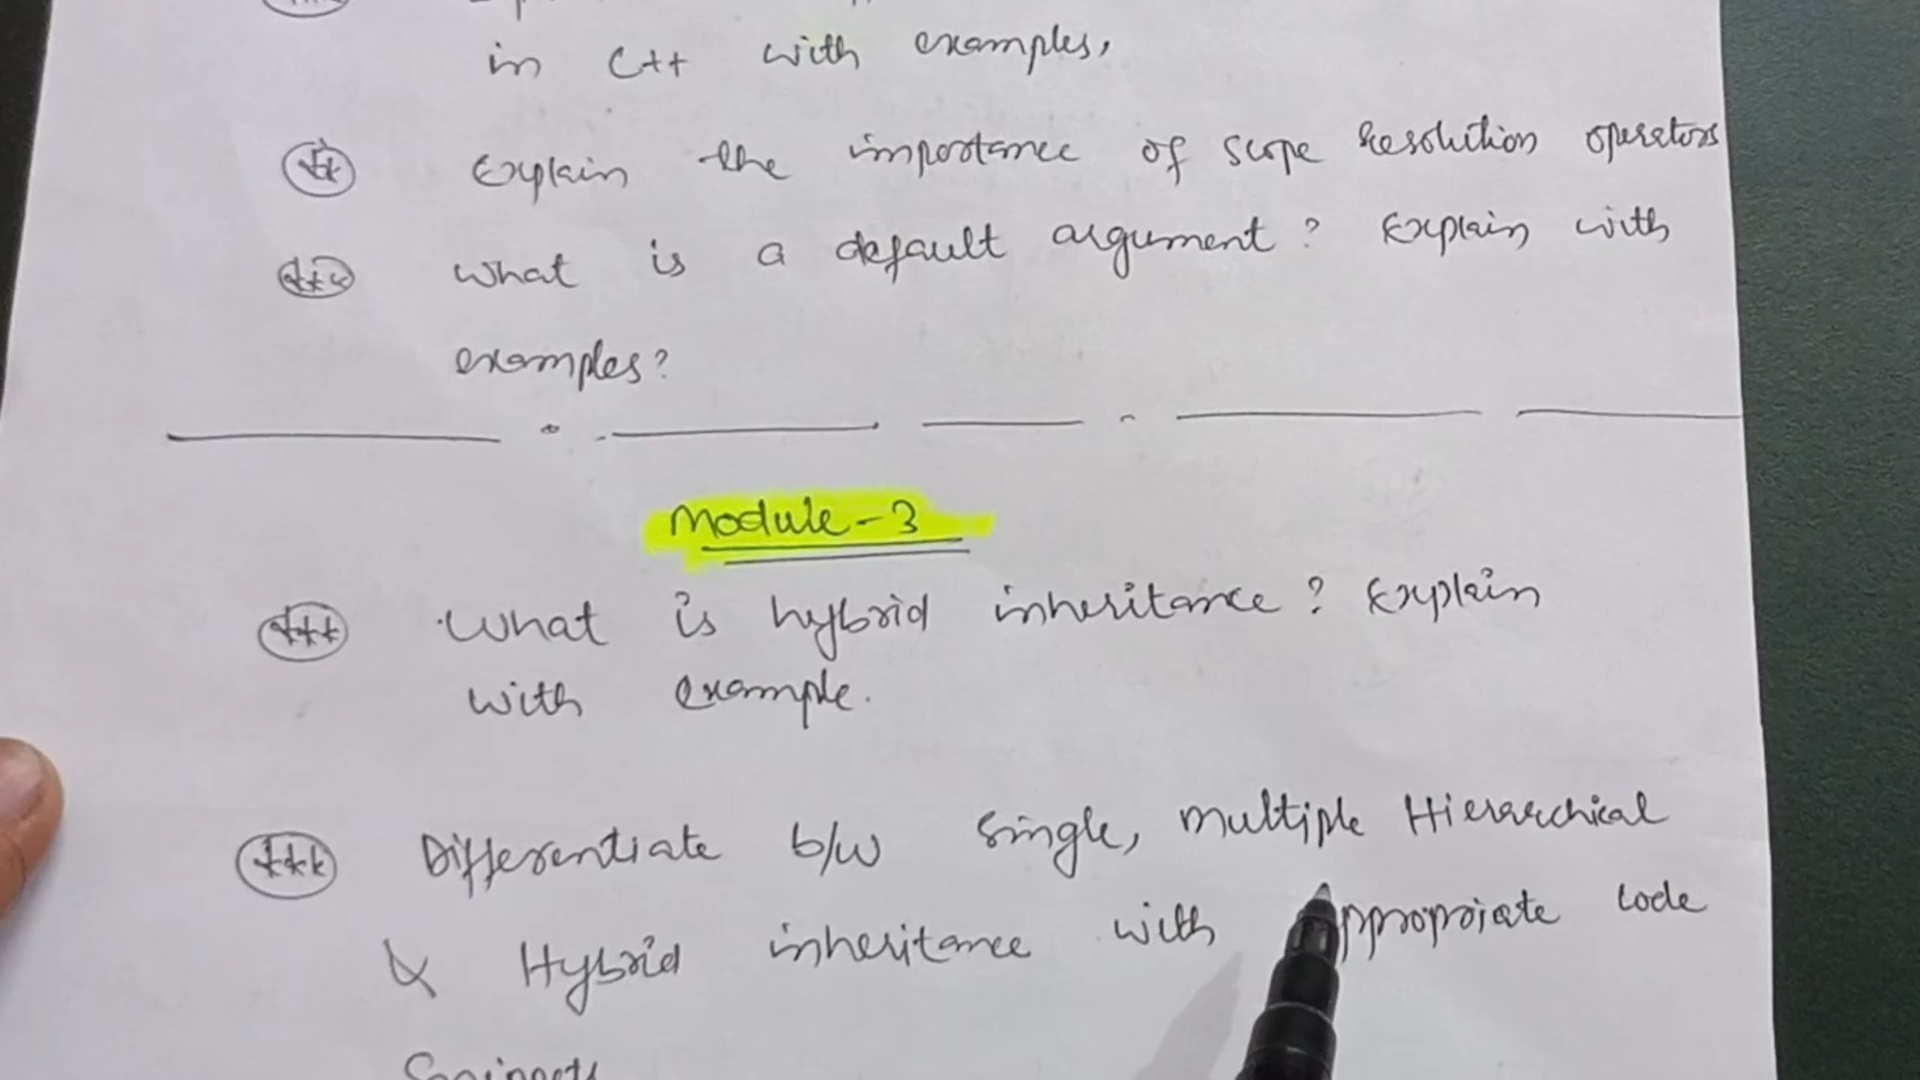 in C++ with examples,
Explain the importance of scope Resolution operators
What is a default argument? Explain with
examples?
Module-3
What is hybrid inheritance? Explain
with example.
Differentiate b/w Single, Multiple Hierarchical
& Hybrid inheritance with appropriate code